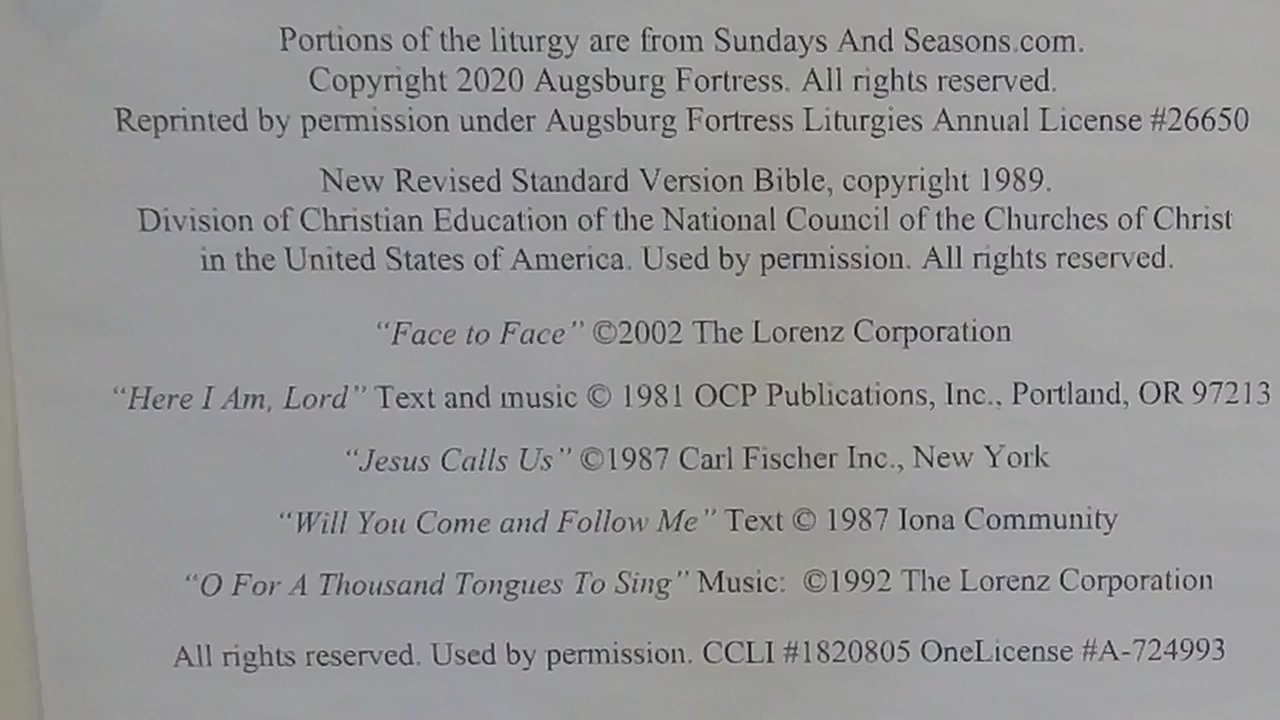 Portions of the liturgy are from Sundays And Seasons.com.
Copyright 2020 Augsburg Fortress. All rights reserved.
Reprinted by permission under Augsburg Fortress Liturgies Annual License #26650
New Revised Standard Version Bible, copyright 1989.
Division of Christian Education of the National Council of the Churches of Christ
in the United States of America. Used by permission. All rights reserved.
“Face to Face” ©2002 The Lorenz Corporation
“Here I Am, Lord” Text and music © 1981 OCP Publications, Inc., Portland, OR 97213
“Jesus Calls Us” ©1987 Carl Fischer Inc., New York
“Will You Come and Follow Me” Text © 1987 Iona Community
“O For A Thousand Tongues To Sing” Music:  ©1992 The Lorenz Corporation
All rights reserved. Used by permission. CCLI #1820805 OneLicense #A-724993